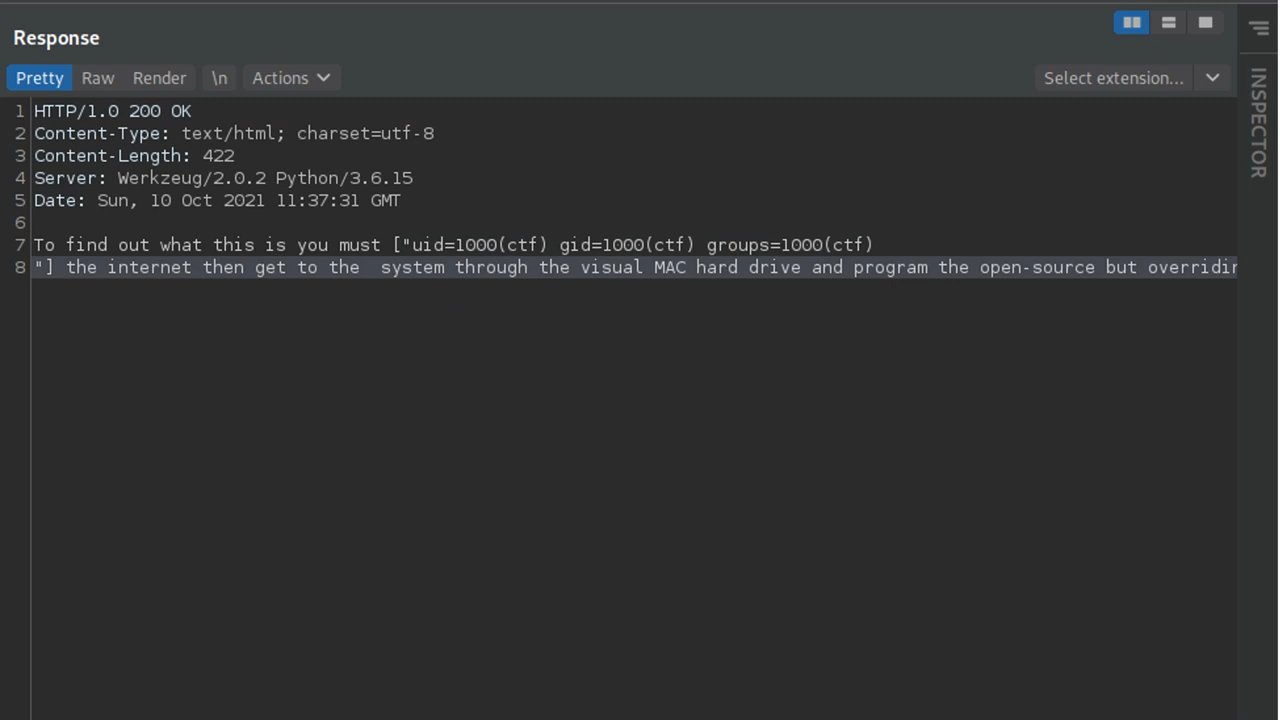 Response
Pretty Raw Render \n Actions Select extension...
INSPECTOR
1 HTTP/1.0 200 OK
2 Content-Type: text/html; charset=utf-8
3 Content-Length: 422
4 Server: Werkzeug/2.0.2 Python/3.6.15
5 Date: Sun, 10 Oct 2021 11:37:31 GMT
6
7 To find out what this is you must ["uid=1000(ctf) gid=1000(ctf) groups=1000(ctf)
8 "] the internet then get to the  system through the visual MAC hard drive and program the open-source but